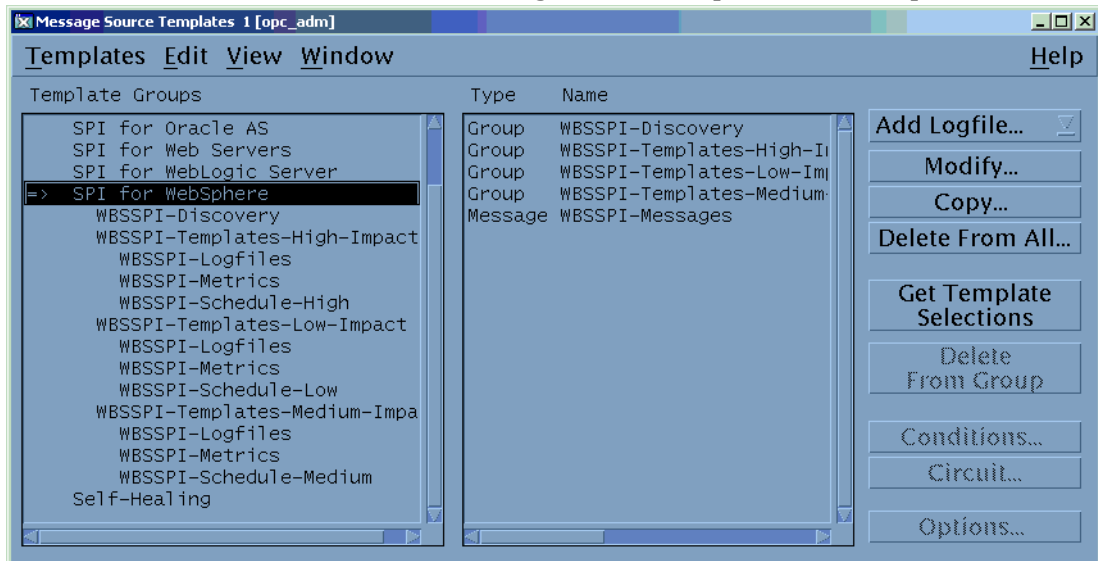 Message Source Templates 1 [opc_adm]
Templates Edit View Window Help
Template Groups
SPI for Oracle AS
SPI for Web Servers
SPI for WebLogic Server
=> SPI for WebSphere
WBSSPI-Discovery
WBSSPI-Templates-High-Impact
WBSSPI-Logfiles
WBSSPI-Metrics
WBSSPI-Schedule-High
WBSSPI-Templates-Low-Impact
WBSSPI-Logfiles
WBSSPI-Metrics
WBSSPI-Schedule-Low
WBSSPI-Templates-Medium-Impa
WBSSPI-Logfiles
WBSSPI-Metrics
WBSSPI-Schedule-Medium
Self-Healing
Type Name
Group WBSSPI-Discovery
Group WBSSPI-Templates-High-I
Group WBSSPI-Templates-Low-Im
Group WBSSPI-Templates-Medium-
Message WBSSPI-Messages
Add Logfile...
Modify...
Copy...
Delete From All...
Get Template
Selections
Delete
From Group
Conditions...
Circuit...
Options...